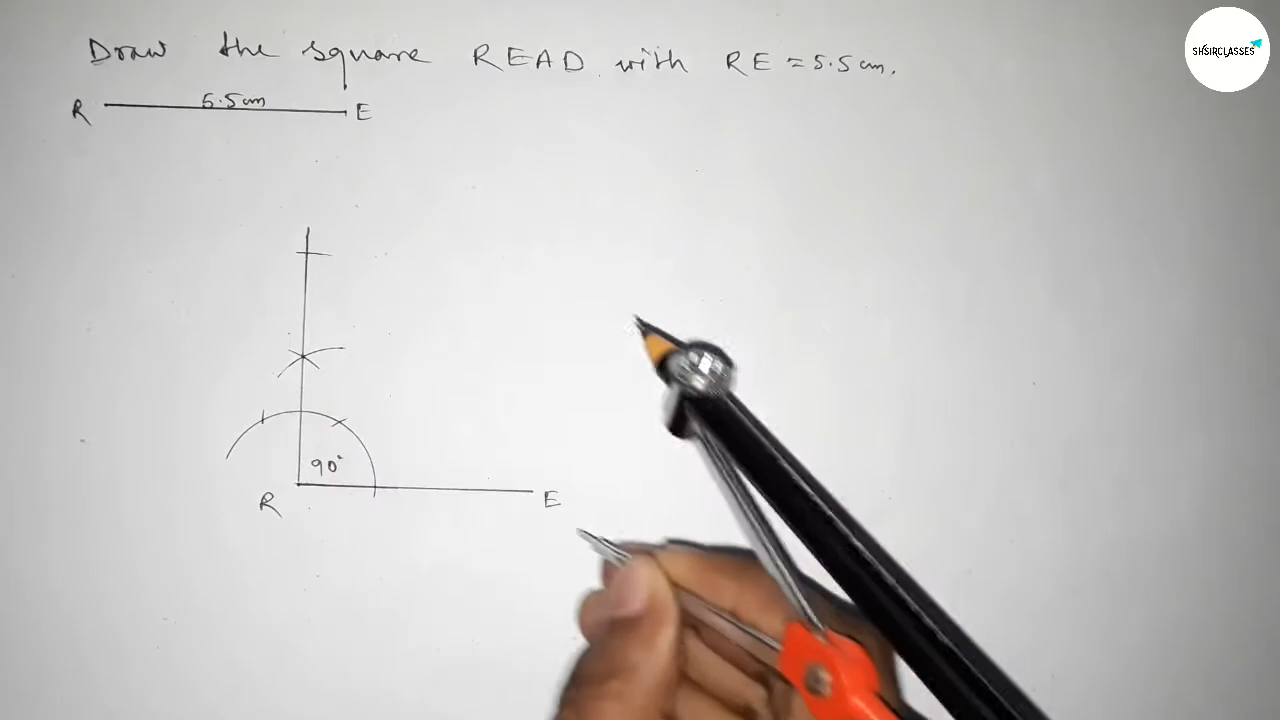 Draw the square READ with RE = 5.5 cm.
SHSIRCLASSES
R 5.5cm E
90°
R E